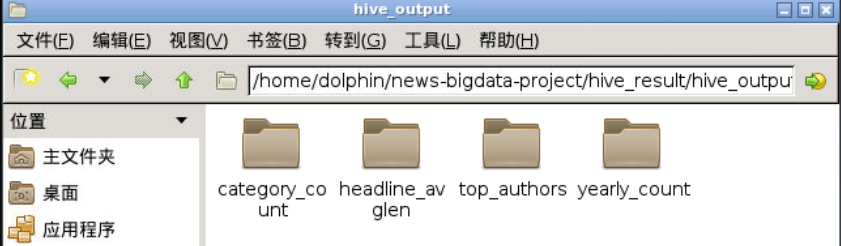 hive_output
文件(F) 编辑(E) 视图(V) 书签(B) 转到(G) 工具(L) 帮助(H)
/home/dolphin/news-bigdata-project/hive_result/hive_outpu
位置
主文件夹
桌面
应用程序
category_co
unt
headline_av
glen
top_authors
yearly_count